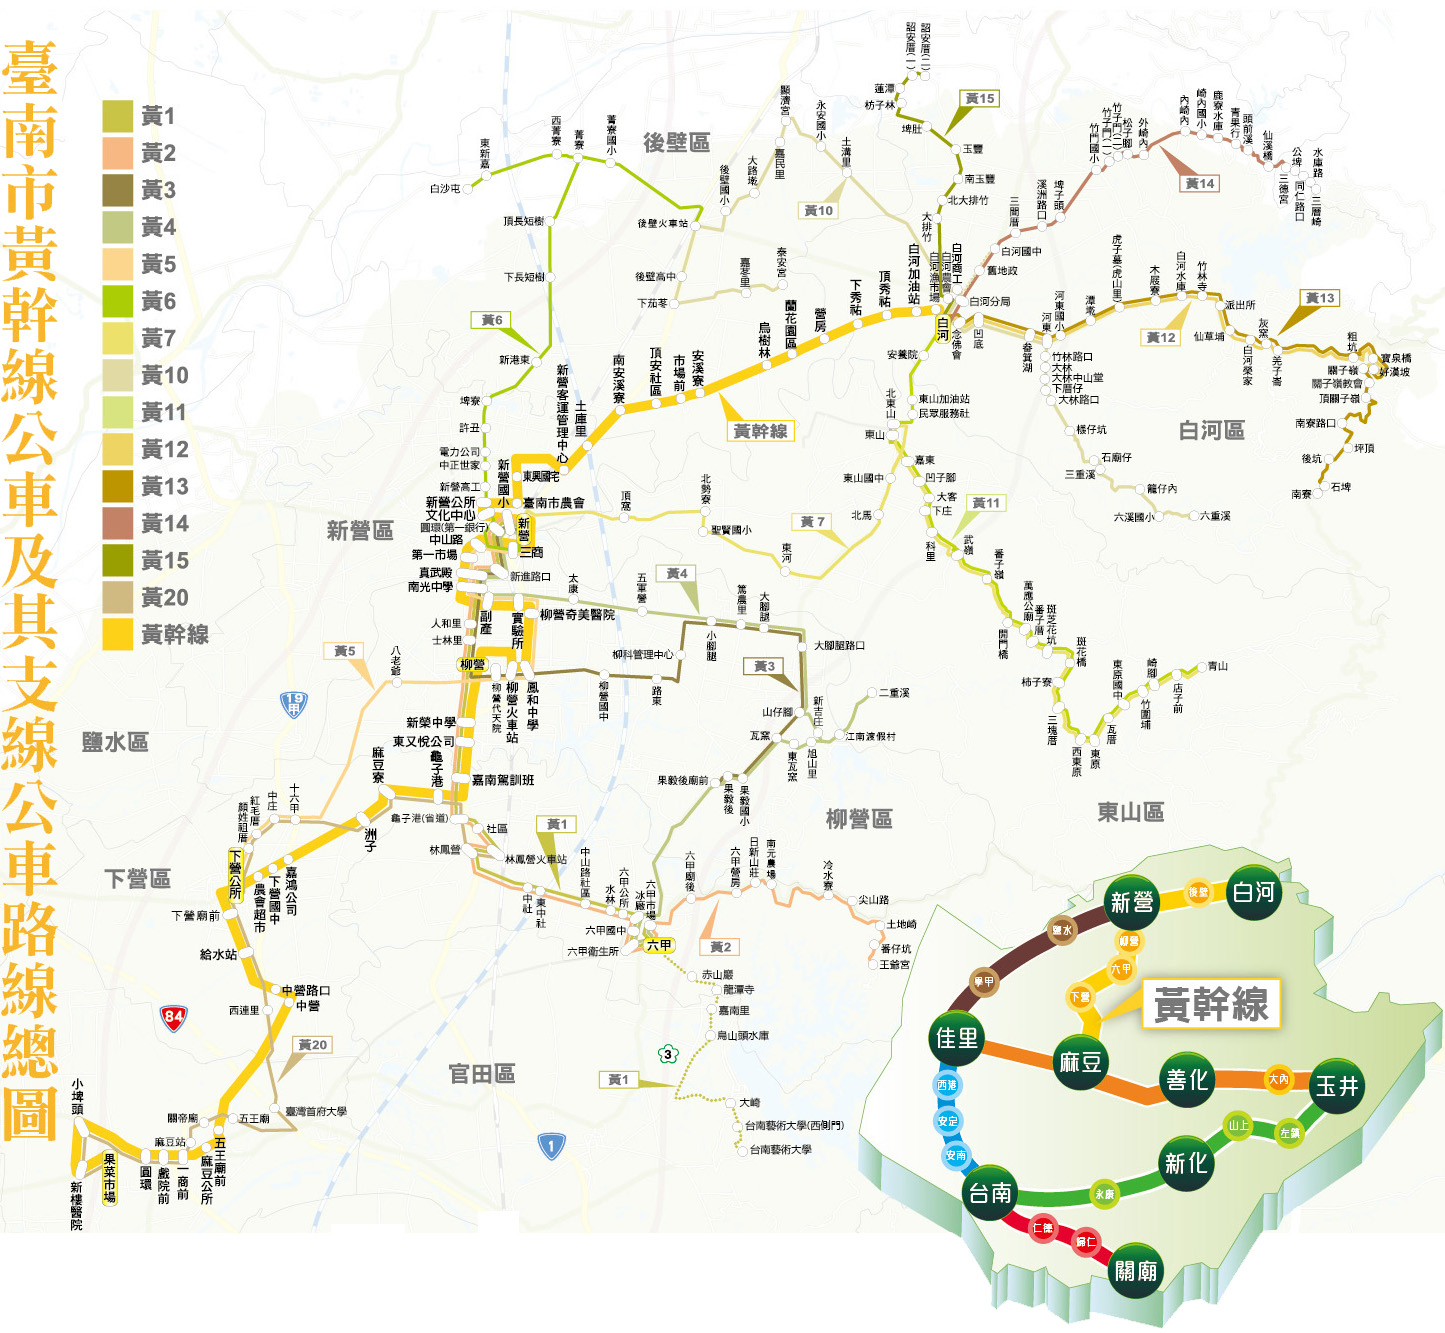 臺南市黃幹線公車及其支線公車路線總圖
黃1
黃2
黃3
黃4
黃5
黃6
黃7
黃10
黃11
黃12
黃13
黃14
黃15
黃20
黃幹線
後壁區
新營區
鹽水區
下營區
官田區
柳營區
東山區
白河區
詔安厝(一)
詔安厝(二)
蓮潭
枋子林
埤肚
黃15
玉豐
南玉豐
北大排竹
大排竹
白河加油站
白河漁市場
白河農會
白河商工
白河分局
舊地政
白河國中
三間厝
溪洲路口
埤子頭
竹門國小
竹子門(一)
竹子門(二)
松子腳
外崎內
黃14
內崎內
崎內國小
鹿寮水庫
青果行
頭前溪
仙溪橋
三德宮
公埤
同仁路口
水庫路
三層崎
顯濟宮
永安國小
土溝里
嘉民里
大路墘
後壁國小
後壁火車站
黃10
後壁高中
下茄苳
嘉苳里
泰安宮
西菁寮
菁寮
菁寮國小
東新嘉
白沙屯
頂長短樹
下長短樹
黃6
新港東
埤寮
許丑
電力公司
中正世家
新營高工
新營公所
文化中心
圓環(第一銀行)
中山路
第一市場
真武殿
南光中學
新營國小
新營
三商
臺南市農會
東興國宅
新營客運管理中心
土庫里
南安溪寮
頂安社區
市場前
安溪寮
黃幹線
烏樹林
蘭花園區
營房
下秀祐
頂秀祐
白河
念佛會
凹底
安養院
東山加油站
民眾服務社
北東山
東山
嘉東
凹子腳
大客
下庄
科里
武嶺
黃11
番子嶺
開門橋
萬應公廟
番子厝
斑芝花坑
斑花橋
柿子寮
三塊厝
西東原
東原
瓦厝
東原國中
竹圍埔
崎腳
店子前
青山
東山國中
北馬
黃7
東河
聖賢國小
北勢寮
頂窩
河東
河東國小
潭墘
虎子墓(虎山里)
木屐寮
白河水庫
竹林寺
派出所
黃12
黃13
仙草埔
白河榮家
灰窯
羌子崙
粗坑
寶泉橋
好漢坡
關子嶺
關子嶺教會
頂關子嶺
南寮路口
坪頂
後坑
石埤
南寮
畚箕湖
竹林路口
大林
大林中山堂
下厝仔
大林路口
檨仔坑
石廟仔
三重溪
龍仔內
六溪國小
六重溪
新進路口
太康
五軍營
黃4
篤農里
大腳腿
小腳腿
大腳腿路口
柳營奇美醫院
實驗所
副產
人和里
士林里
柳營
柳營代天院
柳營火車站
鳳和中學
柳營國中
路東
柳科管理中心
黃3
山仔腳
瓦窯
東瓦窯
旭山里
新吉庄
二重溪
江南渡假村
果毅後廟前
果毅後
果毅國小
黃5
八老爺
新榮中學
東又悅公司
龜子港
嘉南駕訓班
麻豆寮
洲子
龜子港(省道)
社區
林鳳營
林鳳營火車站
黃1
中社
東中社
中山路社區
水林
六甲公所
冰廠
六甲市場
六甲國中
六甲衛生所
六甲
六甲廟後
六甲營房
日新山莊
南元農場
冷水寮
尖山路
土地崎
番仔坑
王爺宮
黃2
赤山巖
龍潭寺
嘉南里
烏山頭水庫
黃1
大崎
台南藝術大學(西側門)
台南藝術大學
十六甲
中庄
紅毛厝
顏姓祖厝
下營公所
嘉鴻公司
下營國中
農會超市
下營廟前
給水站
中營路口
中營
西連里
黃20
臺灣首府大學
五王廟
關帝廟
麻豆站
五王廟前
麻豆公所
一商前
戲院前
圓環
果菜市場
新樓醫院
小埤頭
19甲
84
3
1
新營
後壁
白河
鹽水
柳營
六甲
學甲
下營
黃幹線
佳里
麻豆
善化
大內
玉井
西港
安定
安南
山上
左鎮
新化
台南
永康
仁德
歸仁
關廟